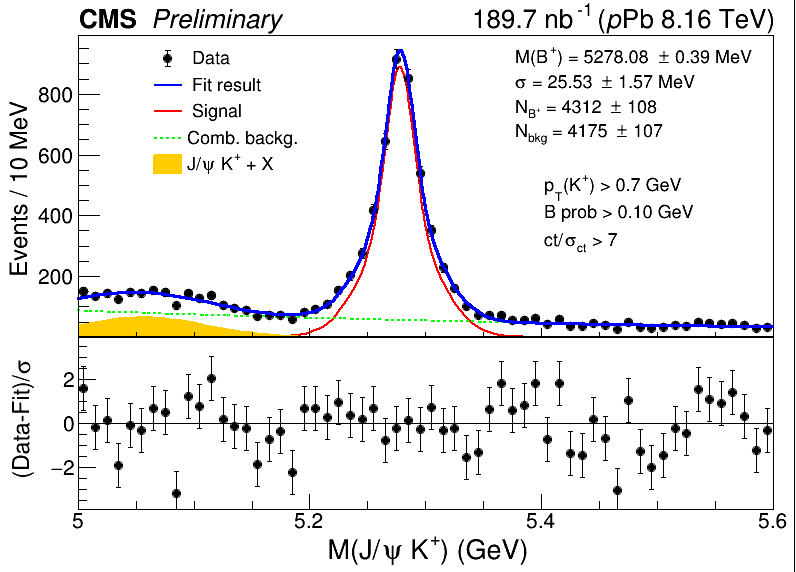 CMS Preliminary 189.7 nb⁻¹ (pPb 8.16 TeV)
Events / 10 MeV
800
600
400
200
Data
Fit result
Signal
Comb. backg.
J/ψ K⁺ + X
M(B⁺) = 5278.08 ± 0.39 MeV
σ = 25.53 ± 1.57 MeV
N_B⁺ = 4312 ± 108
N_bkg = 4175 ± 107
p_T(K⁺) > 0.7 GeV
B prob > 0.10 GeV
ct/σ_ct > 7
(Data-Fit)/σ
2
0
−2
5 5.2 5.4 5.6
M(J/ψ K⁺) (GeV)